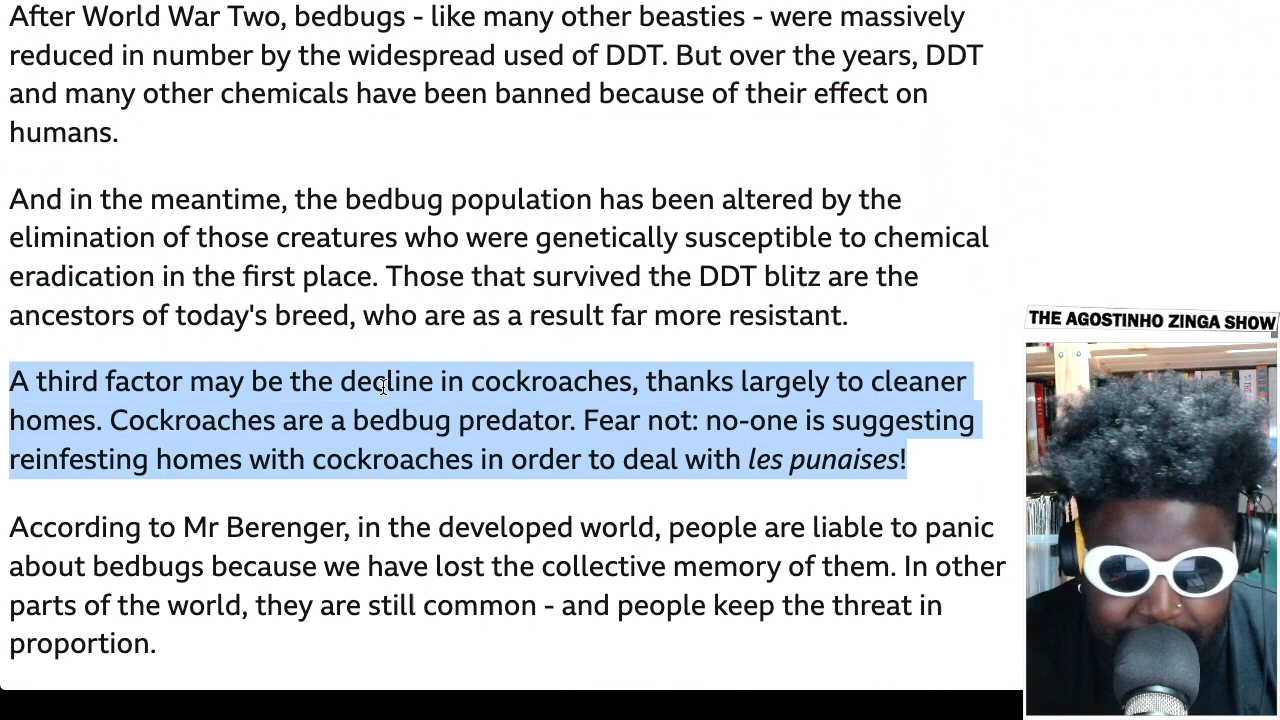 After World War Two, bedbugs - like many other beasties - were massively
reduced in number by the widespread used of DDT. But over the years, DDT
and many other chemicals have been banned because of their effect on
humans.
And in the meantime, the bedbug population has been altered by the
elimination of those creatures who were genetically susceptible to chemical
eradication in the first place. Those that survived the DDT blitz are the
ancestors of today's breed, who are as a result far more resistant.
A third factor may be the decline in cockroaches, thanks largely to cleaner
homes. Cockroaches are a bedbug predator. Fear not: no-one is suggesting
reinfesting homes with cockroaches in order to deal with les punaises!
According to Mr Berenger, in the developed world, people are liable to panic
about bedbugs because we have lost the collective memory of them. In other
parts of the world, they are still common - and people keep the threat in
proportion.
THE AGOSTINHO ZINGA SHOW